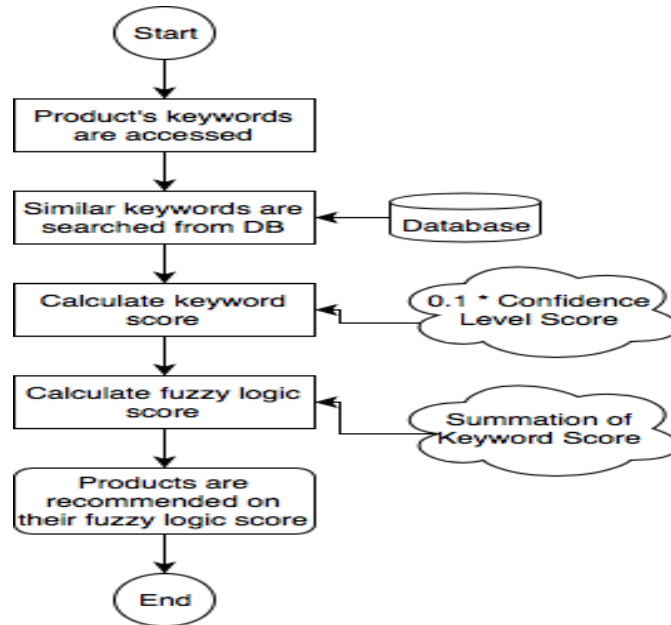 Start
Product's keywords
are accessed
Similar keywords are
searched from DB
Database
Calculate keyword
score
0.1 * Confidence
Level Score
Calculate fuzzy logic
score
Summation of
Keyword Score
Products are
recommended on
their fuzzy logic score
End